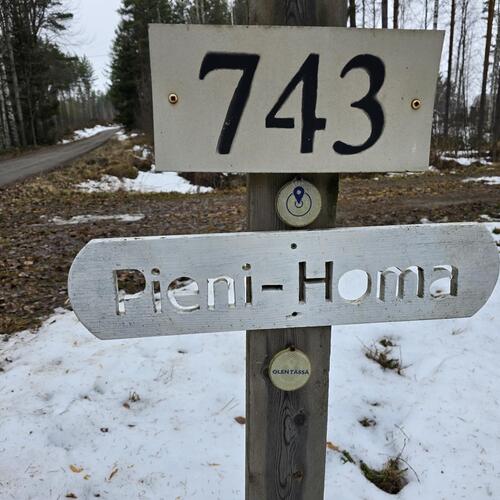 743
Pieni-Homa
OLEN TÄSSÄ